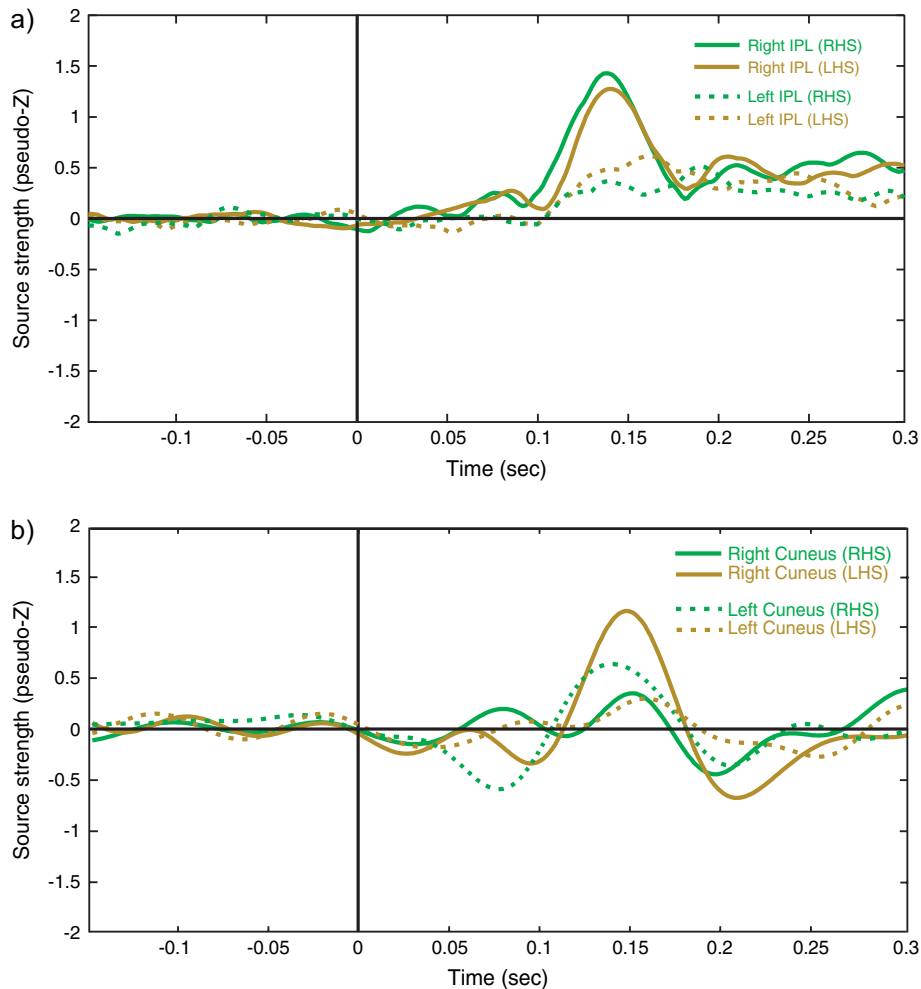 a)
2
1.5
1
0.5
0
-0.5
-1
-1.5
-2
Source strength (pseudo-Z)
Right IPL (RHS)
Right IPL (LHS)
Left IPL (RHS)
Left IPL (LHS)
-0.1 -0.05 0 0.05 0.1 0.15 0.2 0.25 0.3
Time (sec)
b)
2
1.5
1
0.5
0
-0.5
-1
-1.5
-2
Source strength (pseudo-Z)
Right Cuneus (RHS)
Right Cuneus (LHS)
Left Cuneus (RHS)
Left Cuneus (LHS)
-0.1 -0.05 0 0.05 0.1 0.15 0.2 0.25 0.3
Time (sec)